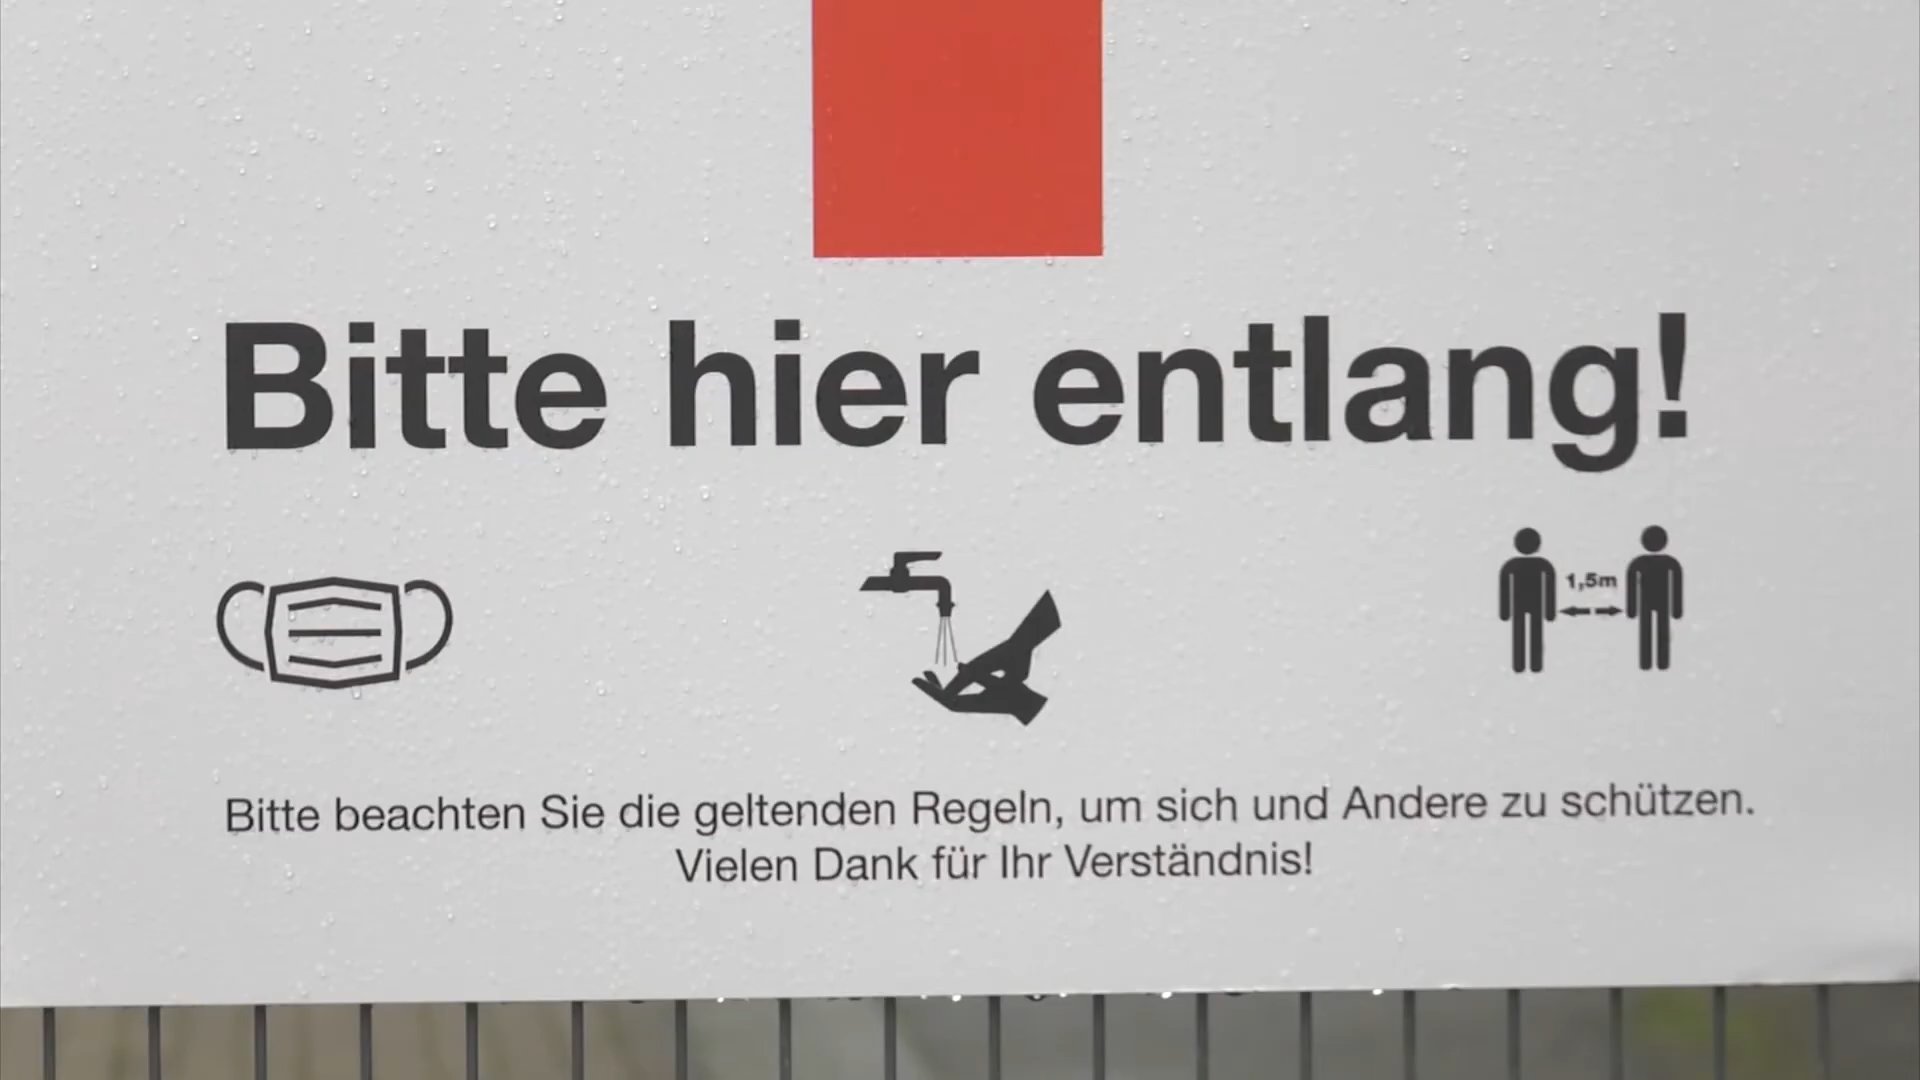 Bitte hier entlang!
1,5m
Bitte beachten Sie die geltenden Regeln, um sich und Andere zu schützen.
Vielen Dank für Ihr Verständnis!